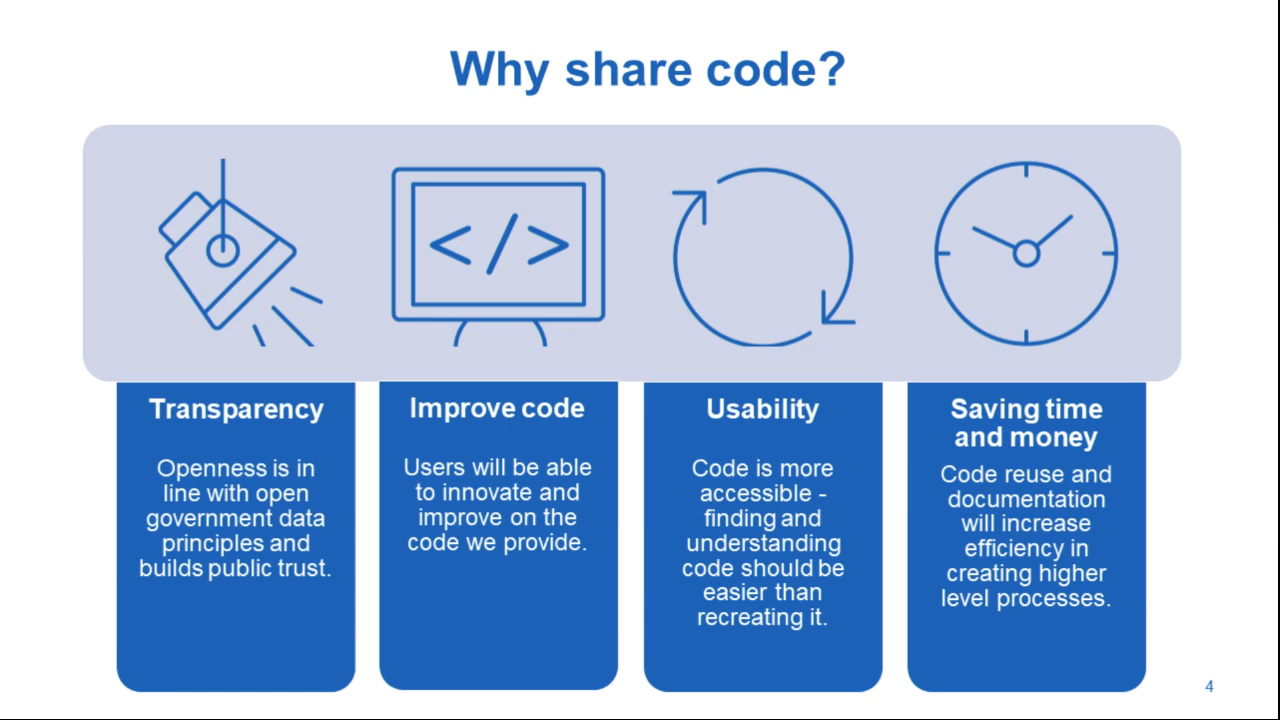 Why share code?
</>
Transparency
Openness is in
line with open
government data
principles and
builds public trust.
Improve code
Users will be able
to innovate and
improve on the
code we provide.
Usability
Code is more
accessible -
finding and
understanding
code should be
easier than
recreating it.
Saving time
and money
Code reuse and
documentation
will increase
efficiency in
creating higher
level processes.
4